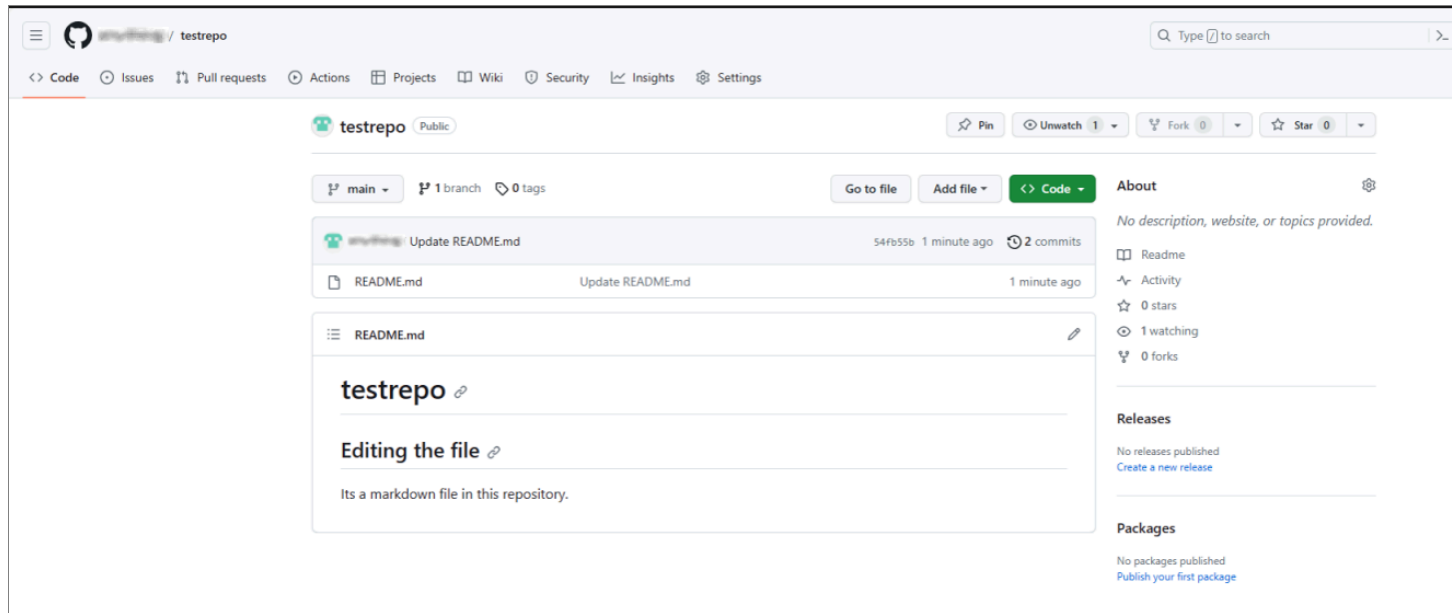 / testrepo
Type / to search
Code Issues Pull requests Actions Projects Wiki Security Insights Settings
testrepo Public
Pin Unwatch 1 Fork 0 Star 0
main 1 branch 0 tags Go to file Add file Code
Update README.md 54fb55b 1 minute ago 2 commits
README.md Update README.md 1 minute ago
README.md
testrepo
Editing the file
Its a markdown file in this repository.
About
No description, website, or topics provided.
Readme
Activity
0 stars
1 watching
0 forks
Releases
No releases published
Create a new release
Packages
No packages published
Publish your first package